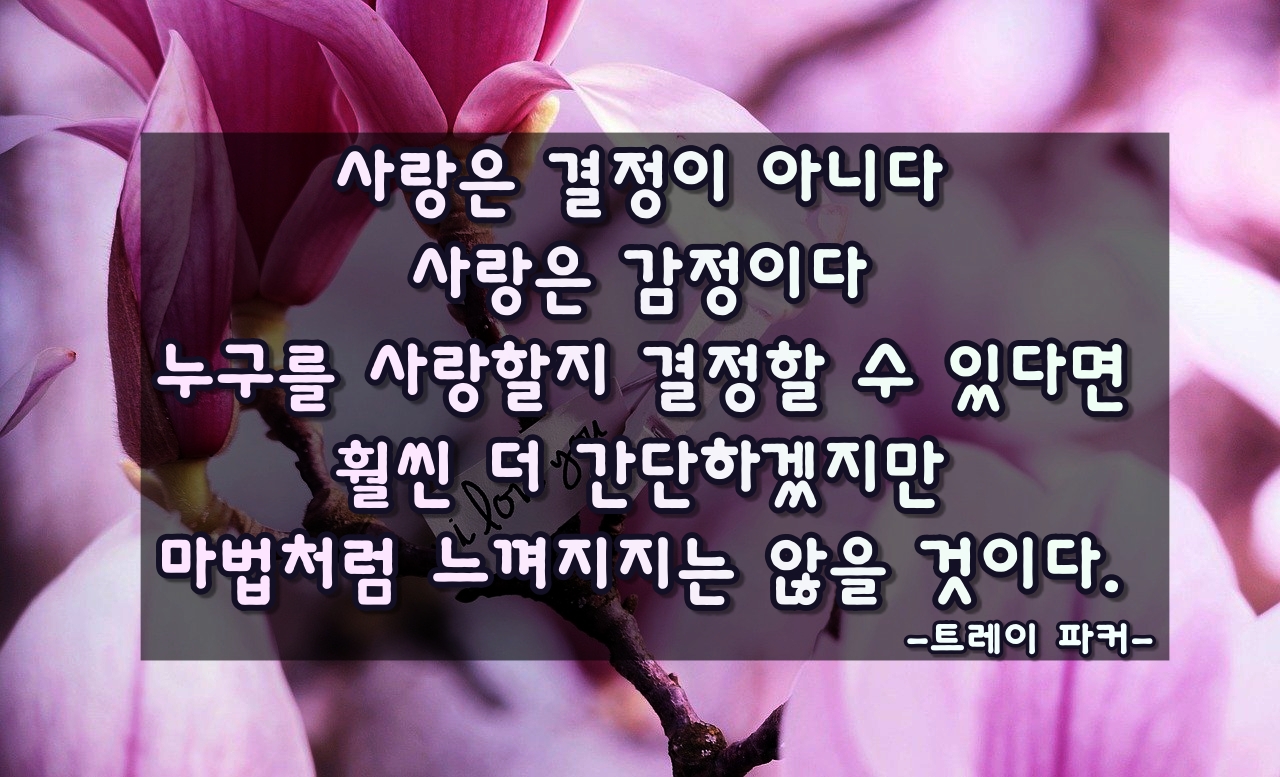 사랑은 결정이 아니다
사랑은 감정이다
누구를 사랑할지 결정할 수 있다면
훨씬 더 간단하겠지만
i love you
마법처럼 느껴지지는 않을 것이다.
-트레이 파커-